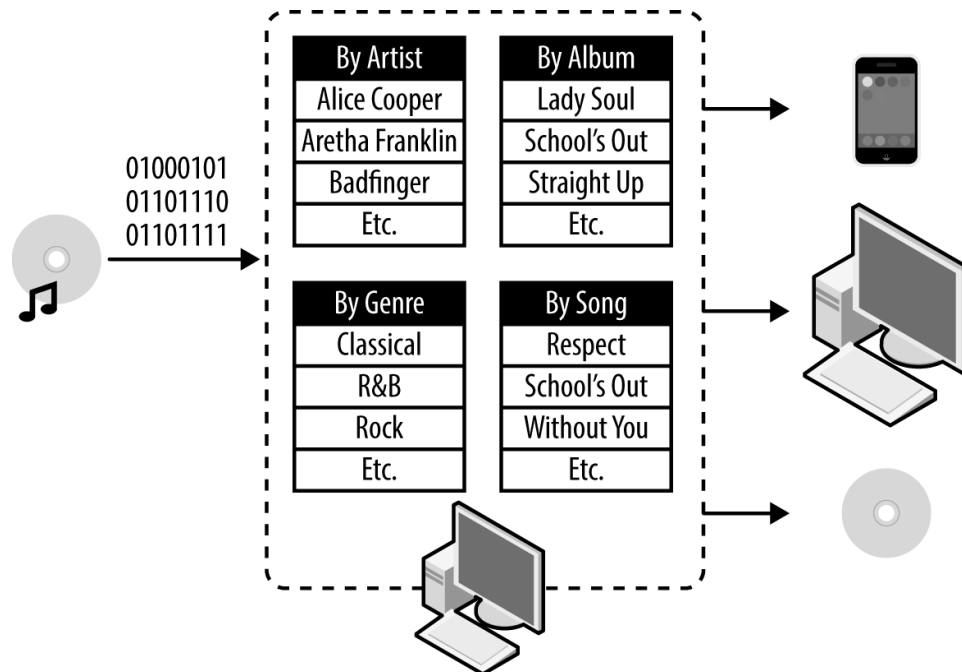 01000101
01101110
01101111
By Artist
Alice Cooper
Aretha Franklin
Badfinger
Etc.
By Album
Lady Soul
School's Out
Straight Up
Etc.
By Genre
Classical
R&B
Rock
Etc.
By Song
Respect
School's Out
Without You
Etc.